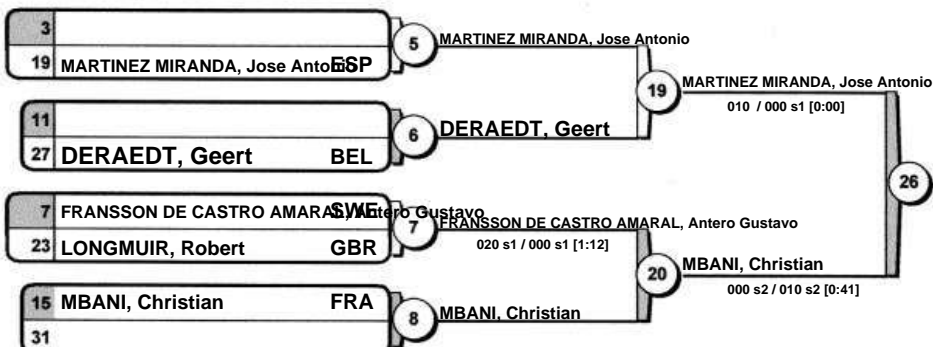 3
19 MARTINEZ MIRANDA, Jose Antonio ESP
5 MARTINEZ MIRANDA, Jose Antonio
19 MARTINEZ MIRANDA, Jose Antonio
010 / 000 s1 [0:00]
11
27 DERAEDT, Geert BEL
6 DERAEDT, Geert
26
7 FRANSSON DE CASTRO AMARAL, Antero Gustavo SWE
23 LONGMUIR, Robert GBR
7 FRANSSON DE CASTRO AMARAL, Antero Gustavo
020 s1 / 000 s1 [1:12]
20 MBANI, Christian
000 s2 / 010 s2 [0:41]
15 MBANI, Christian FRA
31
8 MBANI, Christian